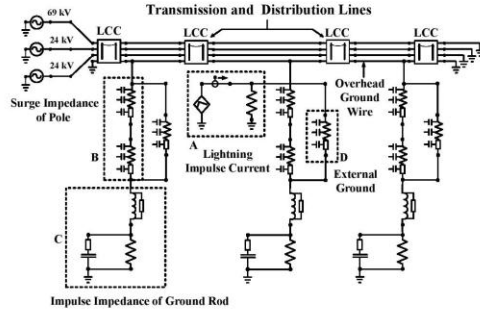 Transmission and Distribution Lines
69 kV
LCC
LCC
LCC
LCC
24 kV
24 kV
Surge Impedance
of Pole
Overhead
Ground
Wire
A
B
Lightning
Impulse Current
D
External
Ground
C
Impulse Impedance of Ground Rod